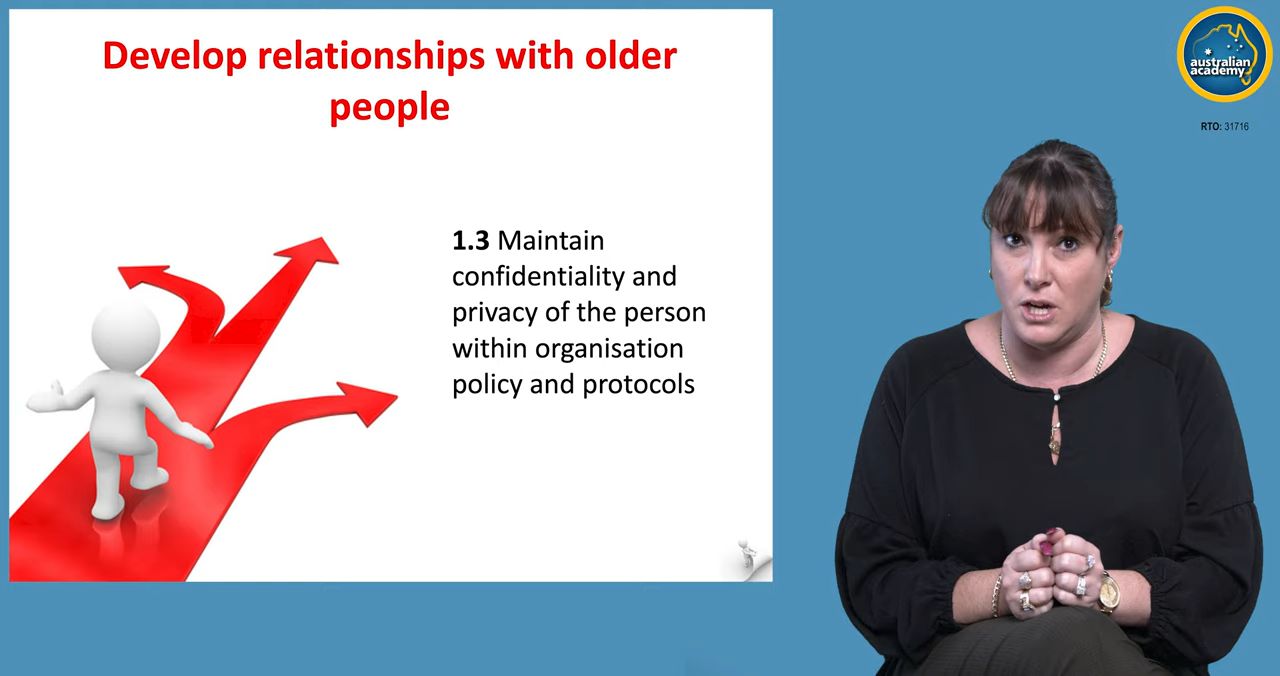 Develop relationships with older
people
1.3 Maintain
confidentiality and
privacy of the person
within organisation
policy and protocols
australian
academy
RTO: 31716